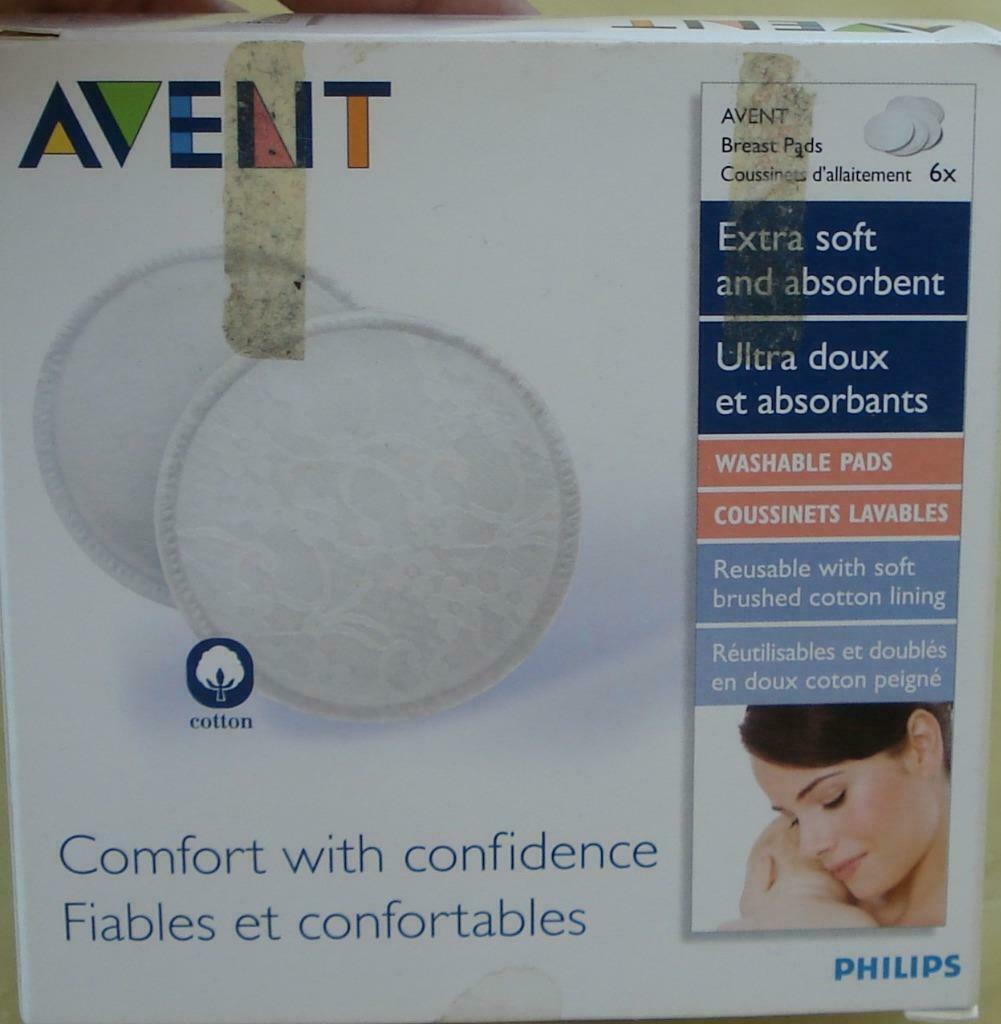 AVENT
AVENT
AVENT
Breast Pads
Coussinets d'allaitement 6x
Extra soft
and absorbent
Ultra doux
et absorbants
WASHABLE PADS
COUSSINETS LAVABLES
Reusable with soft
brushed cotton lining
Réutilisables et doublés
en doux coton peigné
cotton
Comfort with confidence
Fiables et confortables
PHILIPS